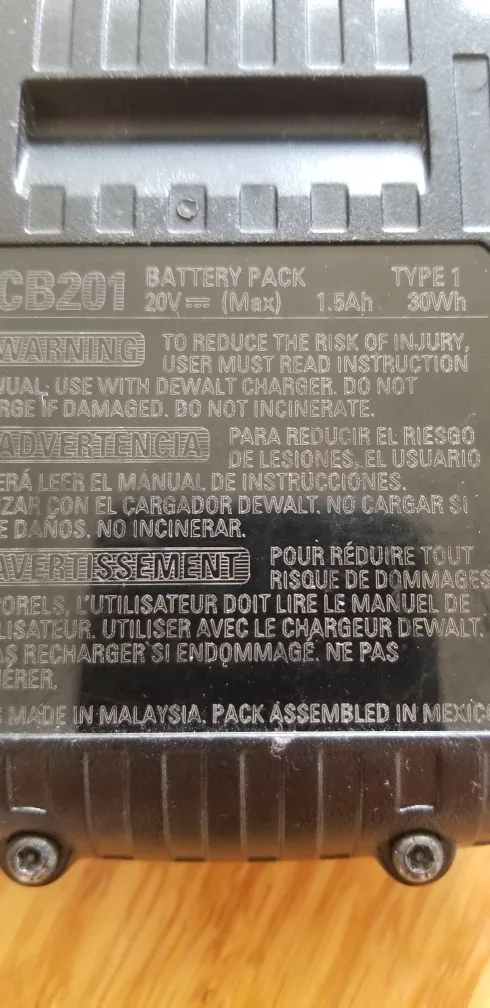 CB201 BATTERY PACK TYPE 1
20V ⎓ (Max) 1.5Ah 30Wh
WARNING TO REDUCE THE RISK OF INJURY,
USER MUST READ INSTRUCTION
NUAL. USE WITH DEWALT CHARGER. DO NOT
RGE IF DAMAGED. DO NOT INCINERATE.
ADVERTENCIA PARA REDUCIR EL RIESGO
DE LESIONES, EL USUARIO
ERÁ LEER EL MANUAL DE INSTRUCCIONES.
ZAR CON EL CARGADOR DEWALT. NO CARGAR SI
E DAÑOS. NO INCINERAR.
AVERTISSEMENT POUR RÉDUIRE TOUT
RISQUE DE DOMMAGES
PORELS, L'UTILISATEUR DOIT LIRE LE MANUEL DE
LISATEUR. UTILISER AVEC LE CHARGEUR DEWALT.
AS RECHARGER SI ENDOMMAGÉ. NE PAS
NÉRER.
S MADE IN MALAYSIA. PACK ASSEMBLED IN MEXICO